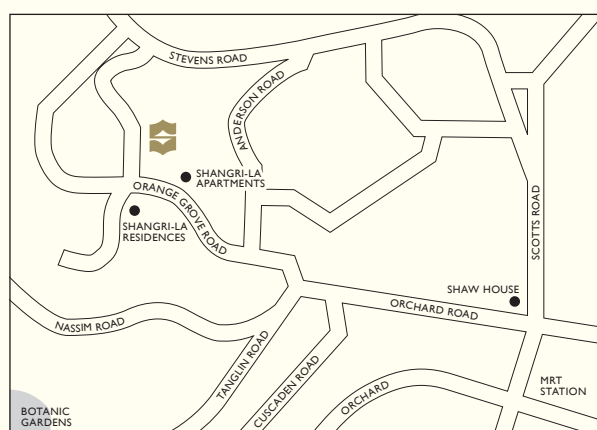 STEVENS ROAD
ANDERSON ROAD
SHANGRI-LA
APARTMENTS
ORANGE GROVE ROAD
SHANGRI-LA
RESIDENCES
SCOTTS ROAD
SHAW HOUSE
ORCHARD ROAD
NASSIM ROAD
TANGLIN ROAD
CUSCADEN ROAD
ORCHARD
MRT
STATION
BOTANIC
GARDENS